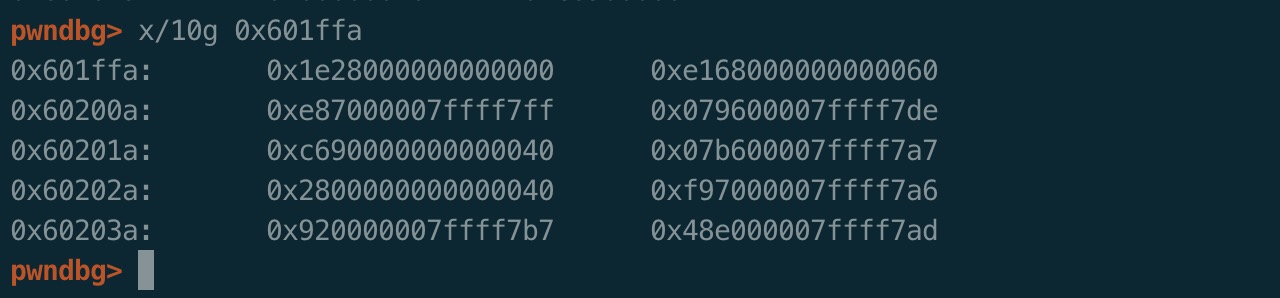 pwndbg> x/10g 0x601ffa
0x601ffa: 0x1e28000000000000 0xe168000000000060
0x60200a: 0xe87000007ffff7ff 0x079600007ffff7de
0x60201a: 0xc690000000000040 0x07b600007ffff7a7
0x60202a: 0x2800000000000040 0xf97000007ffff7a6
0x60203a: 0x920000007ffff7b7 0x48e000007ffff7ad
pwndbg>